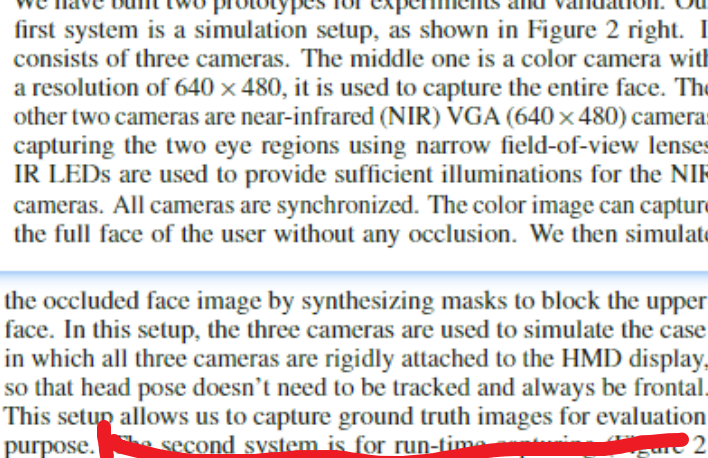 We have built two prototypes for experiments and validation. Ou
first system is a simulation setup, as shown in Figure 2 right. I
consists of three cameras. The middle one is a color camera with
a resolution of 640 × 480, it is used to capture the entire face. The
other two cameras are near-infrared (NIR) VGA (640 × 480) cameras
capturing the two eye regions using narrow field-of-view lenses
IR LEDs are used to provide sufficient illuminations for the NIR
cameras. All cameras are synchronized. The color image can capture
the full face of the user without any occlusion. We then simulate
the occluded face image by synthesizing masks to block the upper
face. In this setup, the three cameras are used to simulate the case
in which all three cameras are rigidly attached to the HMD display,
so that head pose doesn't need to be tracked and always be frontal.
This setup allows us to capture ground truth images for evaluation
purpose. The second system is for run-time capturing (Figure 2